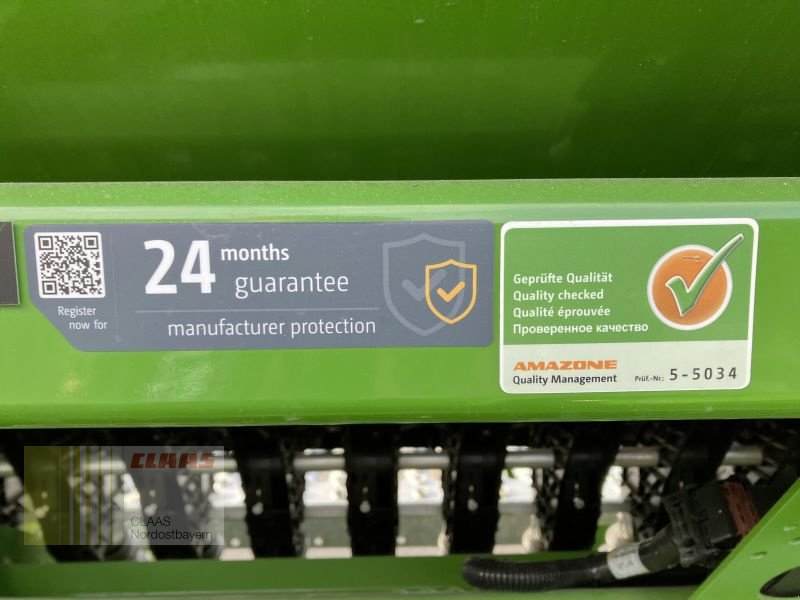 24 months
guarantee
manufacturer protection
Register
now for
Geprüfte Qualität
Quality checked
Qualité éprouvée
Проверенное качество
AMAZONE
Quality Management
Prüf.-Nr.: 5-5034
CLAAS
CLAAS
Nordostbayern